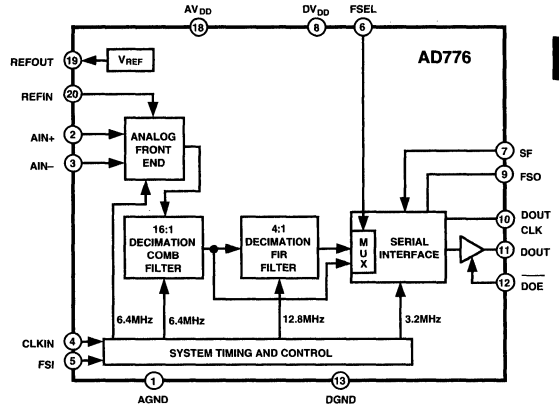 AVDD DVDD FSEL
18 8 6
AD776
REFOUT 19 VREF
REFIN 20
AIN+ 2
AIN– 3
ANALOG
FRONT
END
7 SF
9 FSO
10 DOUT
CLK
11 DOUT
12 DOE
16:1
DECIMATION
COMB
FILTER
4:1
DECIMATION
FIR
FILTER
MUX
SERIAL
INTERFACE
6.4MHz 6.4MHz 12.8MHz 3.2MHz
CLKIN 4
FSI 5
SYSTEM TIMING AND CONTROL
1 13
AGND DGND